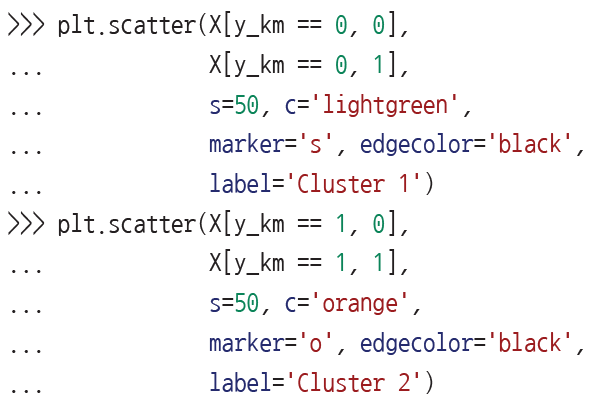 >>> plt.scatter(X[y_km == 0, 0],
...             X[y_km == 0, 1],
...             s=50, c='lightgreen',
...             marker='s', edgecolor='black',
...             label='Cluster 1')
>>> plt.scatter(X[y_km == 1, 0],
...             X[y_km == 1, 1],
...             s=50, c='orange',
...             marker='o', edgecolor='black',
...             label='Cluster 2')